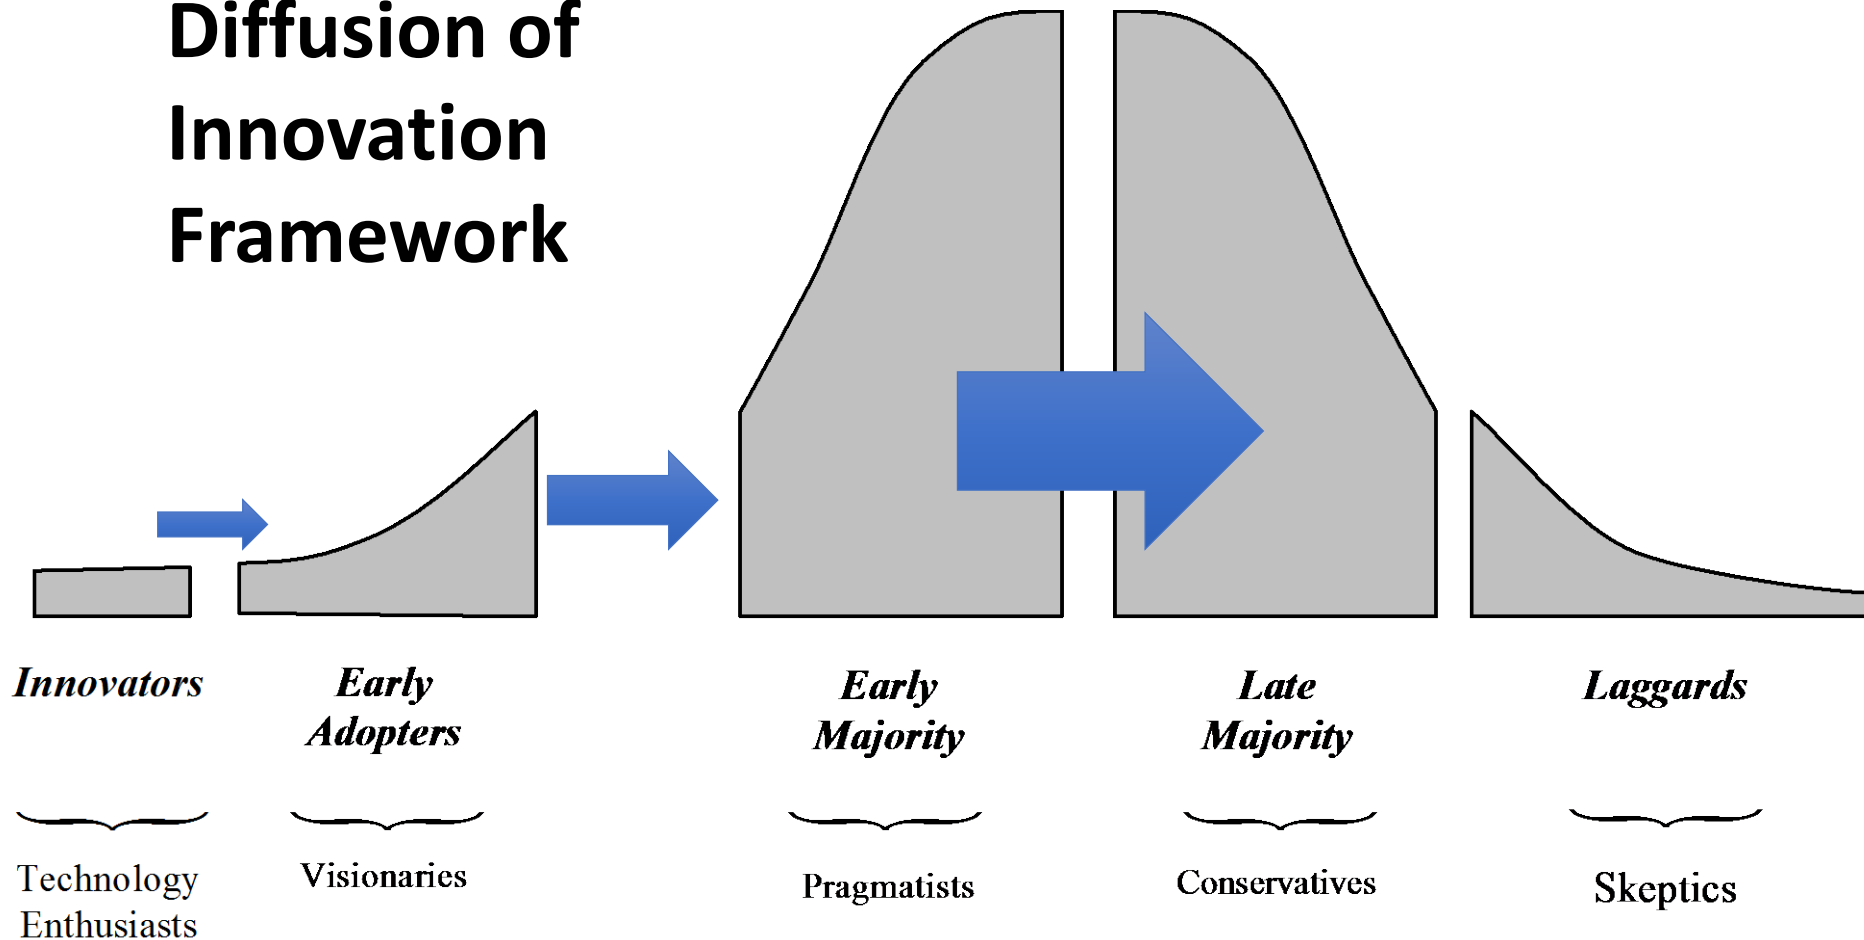 Diffusion of
Innovation
Framework
Innovators
Early
Adopters
Early
Majority
Late
Majority
Laggards
Technology
Enthusiasts
Visionaries
Pragmatists
Conservatives
Skeptics